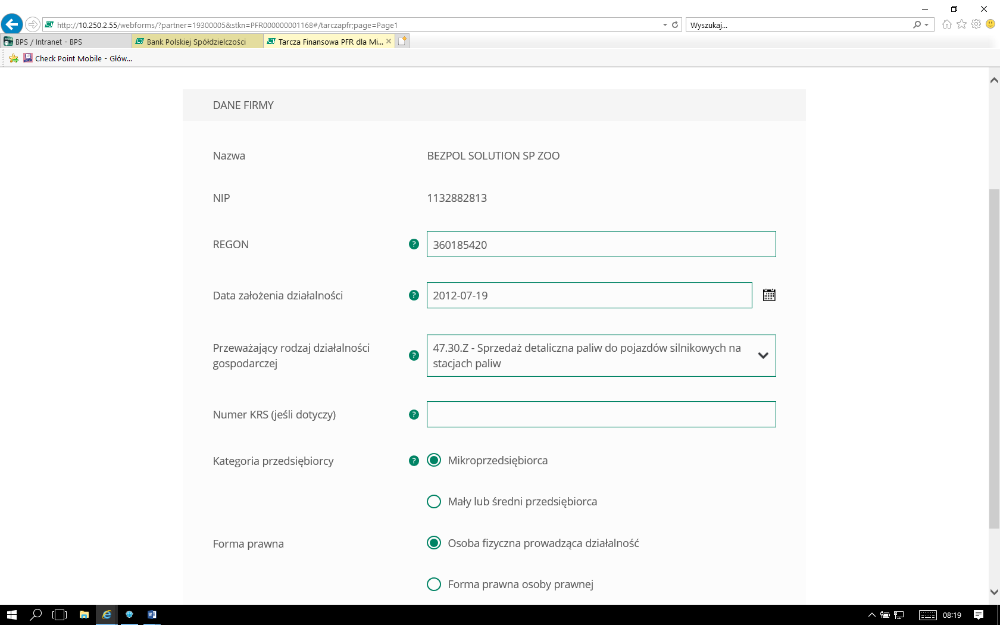 http://10.250.2.55/webforms/?partner=19300005&stkn=PFR000000001168#/tarczapfr;page=Page1
Wyszukaj...
BPS / Intranet - BPS
Bank Polskiej Spółdzielczości
Tarcza Finansowa PFR dla Mi...
Check Point Mobile - Głów...
DANE FIRMY
Nazwa
BEZPOL SOLUTION SP ZOO
NIP
1132882813
REGON
?
360185420
Data założenia działalności
?
2012-07-19
Przeważający rodzaj działalności
gospodarczej
?
47.30.Z - Sprzedaż detaliczna paliw do pojazdów silnikowych na
stacjach paliw
Numer KRS (jeśli dotyczy)
?
Kategoria przedsiębiorcy
?
Mikroprzedsiębiorca
Mały lub średni przedsiębiorca
Forma prawna
Osoba fizyczna prowadząca działalność
Forma prawna osoby prawnej
08:19